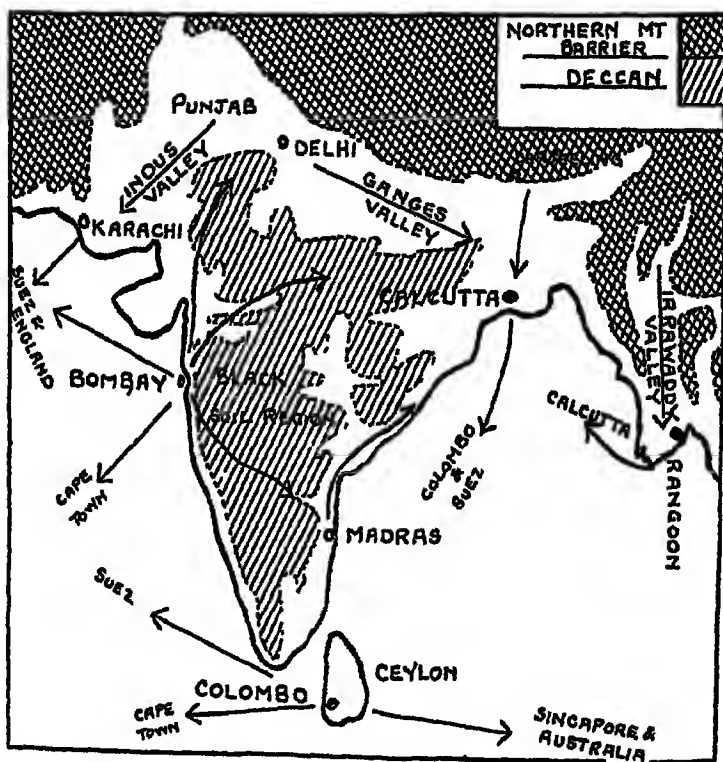 NORTHERN MT
BARRIER
DECCAN
PUNJAB
DELHI
INOUS
VALLEY
GANGES
VALLEY
KARACHI
SUEZ &
ENGLAND
CALCUTTA
IRRAWADDY
VALLEY
BOMBAY
BLACK
SOIL REGION
CALCUTTA
RANGOON
COLOMBO
&
SUEZ
CAPE
TOWN
MADRAS
SUEZ
CEYLON
COLOMBO
CAPE
TOWN
SINGAPORE &
AUSTRALIA